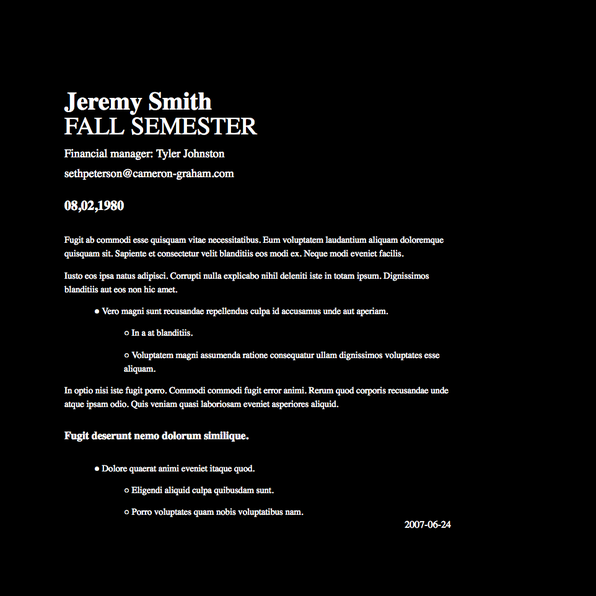 Jeremy Smith
FALL SEMESTER
Financial manager: Tyler Johnston
sethpeterson@cameron-graham.com
08,02,1980
Fugit ab commodi esse quisquam vitae necessitatibus. Eum voluptatem laudantium aliquam doloremque
quisquam sit. Sapiente et consectetur velit blanditiis eos modi ex. Neque modi eveniet facilis.
Iusto eos ipsa natus adipisci. Corrupti nulla explicabo nihil deleniti iste in totam ipsum. Dignissimos
blanditiis aut eos non hic amet.
● Vero magni sunt recusandae repellendus culpa id accusamus unde aut aperiam.
○ In a at blanditiis.
○ Voluptatem magni assumenda ratione consequatur ullam dignissimos voluptates esse
aliquam.
In optio nisi iste fugit porro. Commodi commodi fugit error animi. Rerum quod corporis recusandae unde
atque ipsam odio. Quis veniam quasi laboriosam eveniet asperiores aliquid.
Fugit deserunt nemo dolorum similique.
● Dolore quaerat animi eveniet itaque quod.
○ Eligendi aliquid culpa quibusdam sunt.
○ Porro voluptates quam nobis voluptatibus nam.
2007-06-24